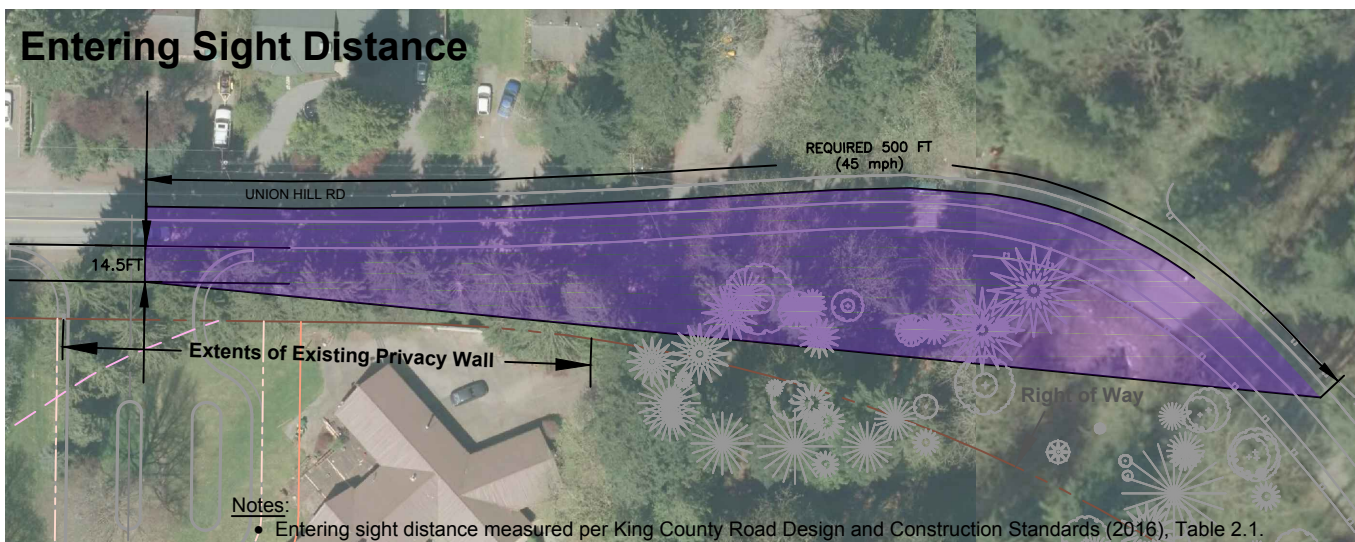 Entering Sight Distance
REQUIRED 500 FT
(45 mph)
UNION HILL RD
14.5FT
Extents of Existing Privacy Wall
Right of Way
Notes:
• Entering sight distance measured per King County Road Design and Construction Standards (2016), Table 2.1.